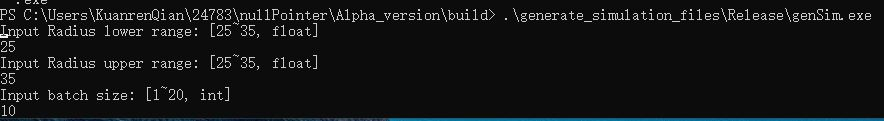 .exe
PS C:\Users\KuanrenQian\24783\nullPointer\Alpha_version\build> .\generate_simulation_files\Release\genSim.exe
Input Radius lower range: [25~35, float]
25
Input Radius upper range: [25~35, float]
35
Input batch size: [1~20, int]
10